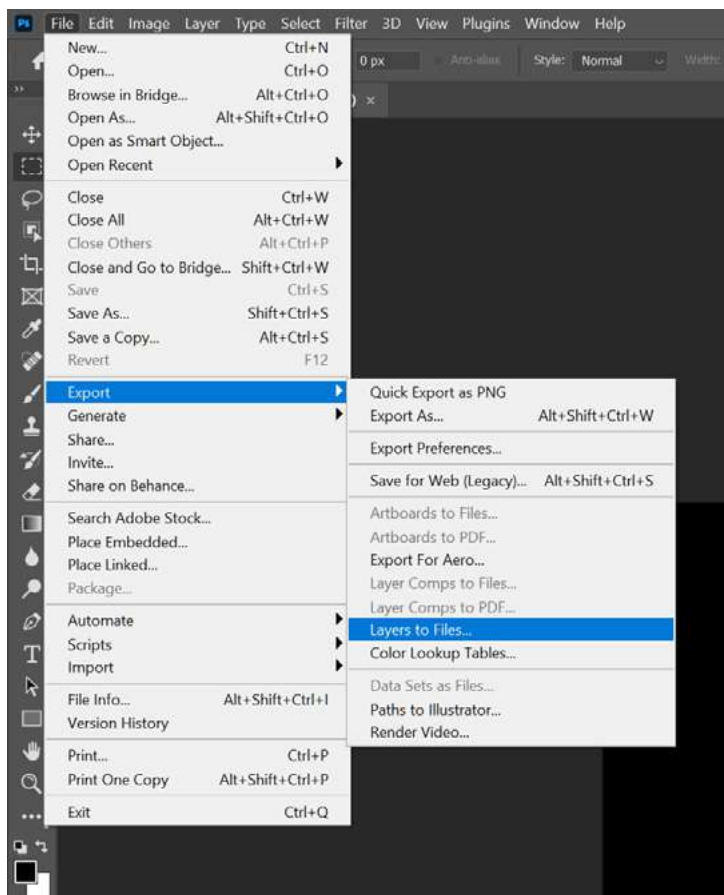 Ps File Edit Image Layer Type Select Filter 3D View Plugins Window Help
0 px Anti-alias Style: Normal Width:
) ×
New... Ctrl+N
Open... Ctrl+O
Browse in Bridge... Alt+Ctrl+O
Open As... Alt+Shift+Ctrl+O
Open as Smart Object...
Open Recent
Close Ctrl+W
Close All Alt+Ctrl+W
Close Others Alt+Ctrl+P
Close and Go to Bridge... Shift+Ctrl+W
Save Ctrl+S
Save As... Shift+Ctrl+S
Save a Copy... Alt+Ctrl+S
Revert F12
Export
Generate
Share...
Invite...
Share on Behance...
Search Adobe Stock...
Place Embedded...
Place Linked...
Package...
Automate
Scripts
Import
File Info... Alt+Shift+Ctrl+I
Version History
Print... Ctrl+P
Print One Copy Alt+Shift+Ctrl+P
Exit Ctrl+Q
Quick Export as PNG
Export As... Alt+Shift+Ctrl+W
Export Preferences...
Save for Web (Legacy)... Alt+Shift+Ctrl+S
Artboards to Files...
Artboards to PDF...
Export For Aero...
Layer Comps to Files...
Layer Comps to PDF...
Layers to Files...
Color Lookup Tables...
Data Sets as Files...
Paths to Illustrator...
Render Video...